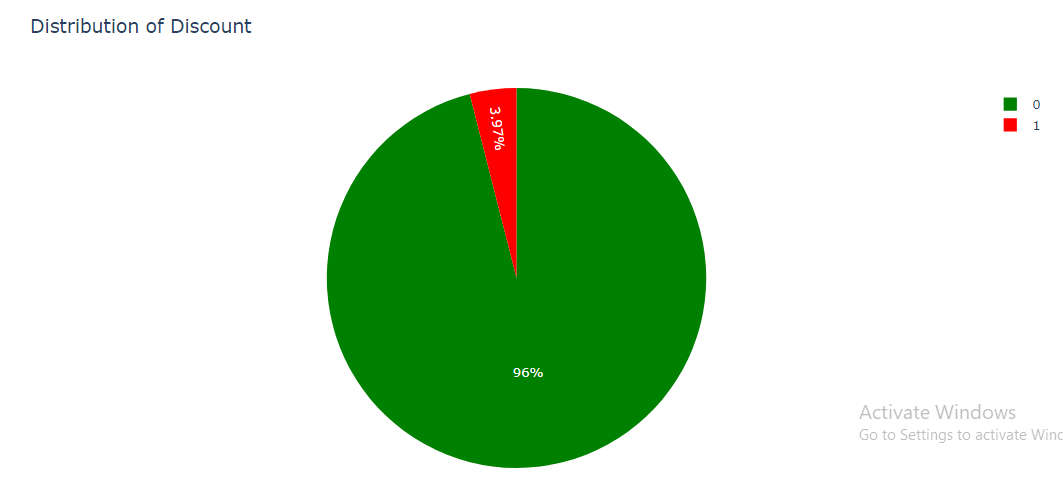 Distribution of Discount
0
1
3.97%
96%
Activate Windows
Go to Settings to activate Winc